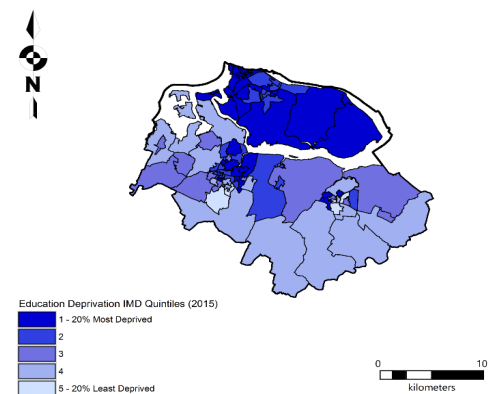 N
Education Deprivation IMD Quintiles (2015)
1 - 20% Most Deprived
2
3
4
5 - 20% Least Deprived
0 10
kilometers